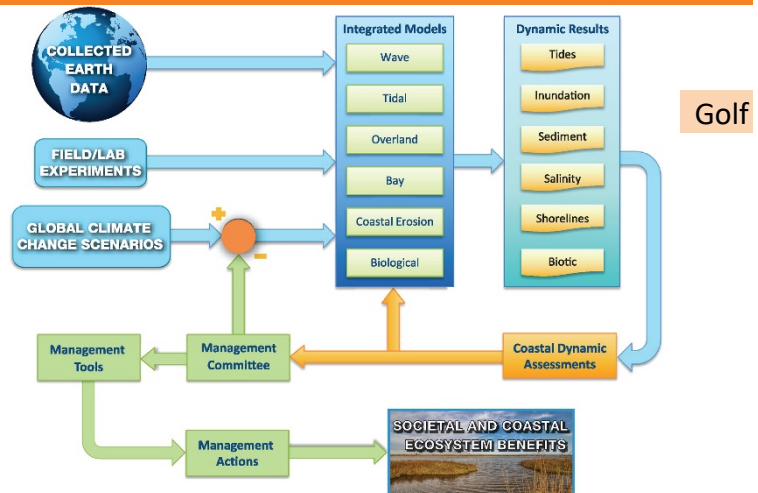 COLLECTED
EARTH
DATA
FIELD/LAB
EXPERIMENTS
GLOBAL CLIMATE
CHANGE SCENARIOS
+
-
Integrated Models
Wave
Tidal
Overland
Bay
Coastal Erosion
Biological
Dynamic Results
Tides
Inundation
Sediment
Salinity
Shorelines
Biotic
Golf
Management
Tools
Management
Committee
Coastal Dynamic
Assessments
Management
Actions
SOCIETAL AND COASTAL
ECOSYSTEM BENEFITS